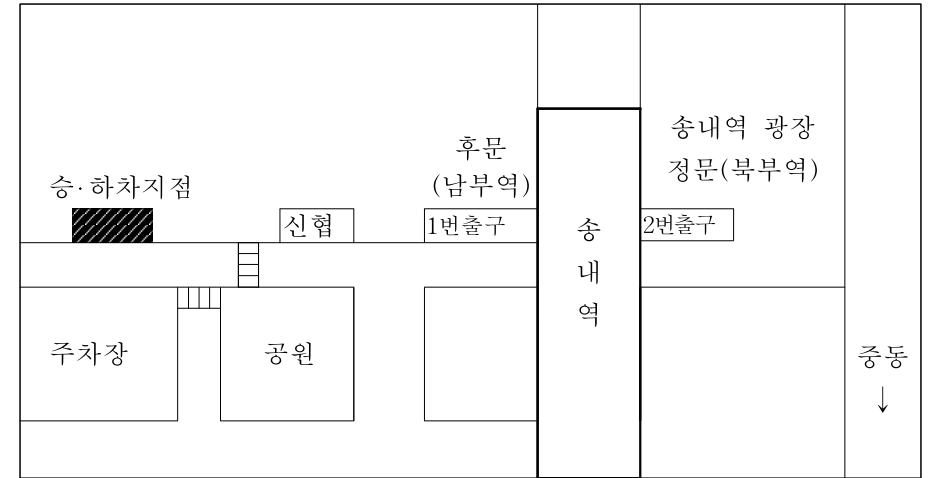 송내역 광장
정문(북부역)
후문
(남부역)
승·하차지점
신협
1번출구
송
내
역
2번출구
주차장
공원
중동
↓